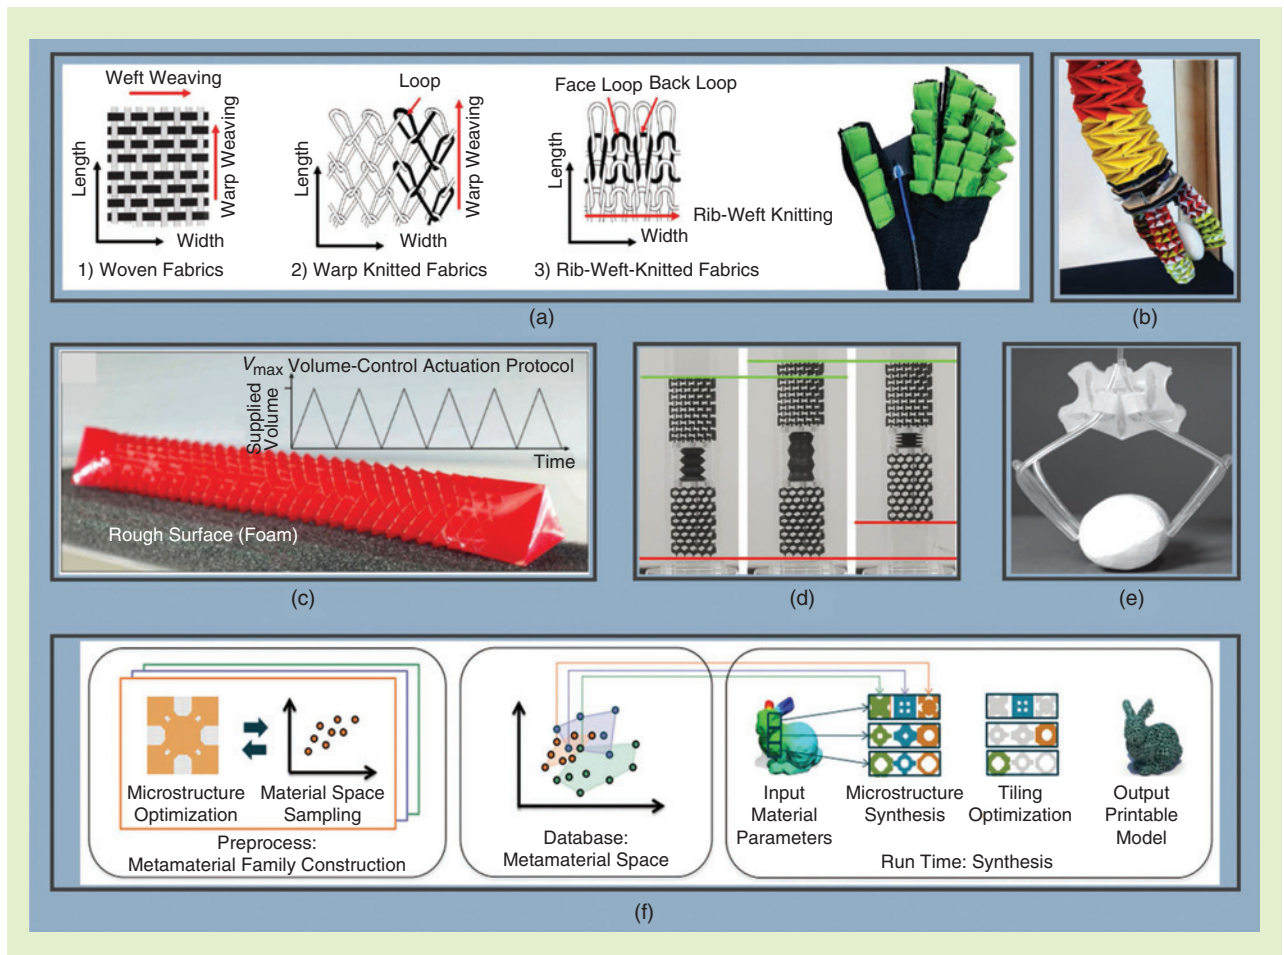 Weft Weaving
Length
Warp Weaving
Width
1) Woven Fabrics
Loop
Length
Warp Weaving
Width
2) Warp Knitted Fabrics
Face Loop
Back Loop
Length
Rib-Weft Knitting
Width
3) Rib-Weft-Knitted Fabrics
(a)
(b)
Vmax Volume-Control Actuation Protocol
Supplied
Volume
Time
Rough Surface (Foam)
(c)
(d)
(e)
Microstructure
Optimization
Material Space
Sampling
Preprocess:
Metamaterial Family Construction
Database:
Metamaterial Space
Input
Material
Parameters
Microstructure
Synthesis
Tiling
Optimization
Output
Printable
Model
Run Time: Synthesis
(f)